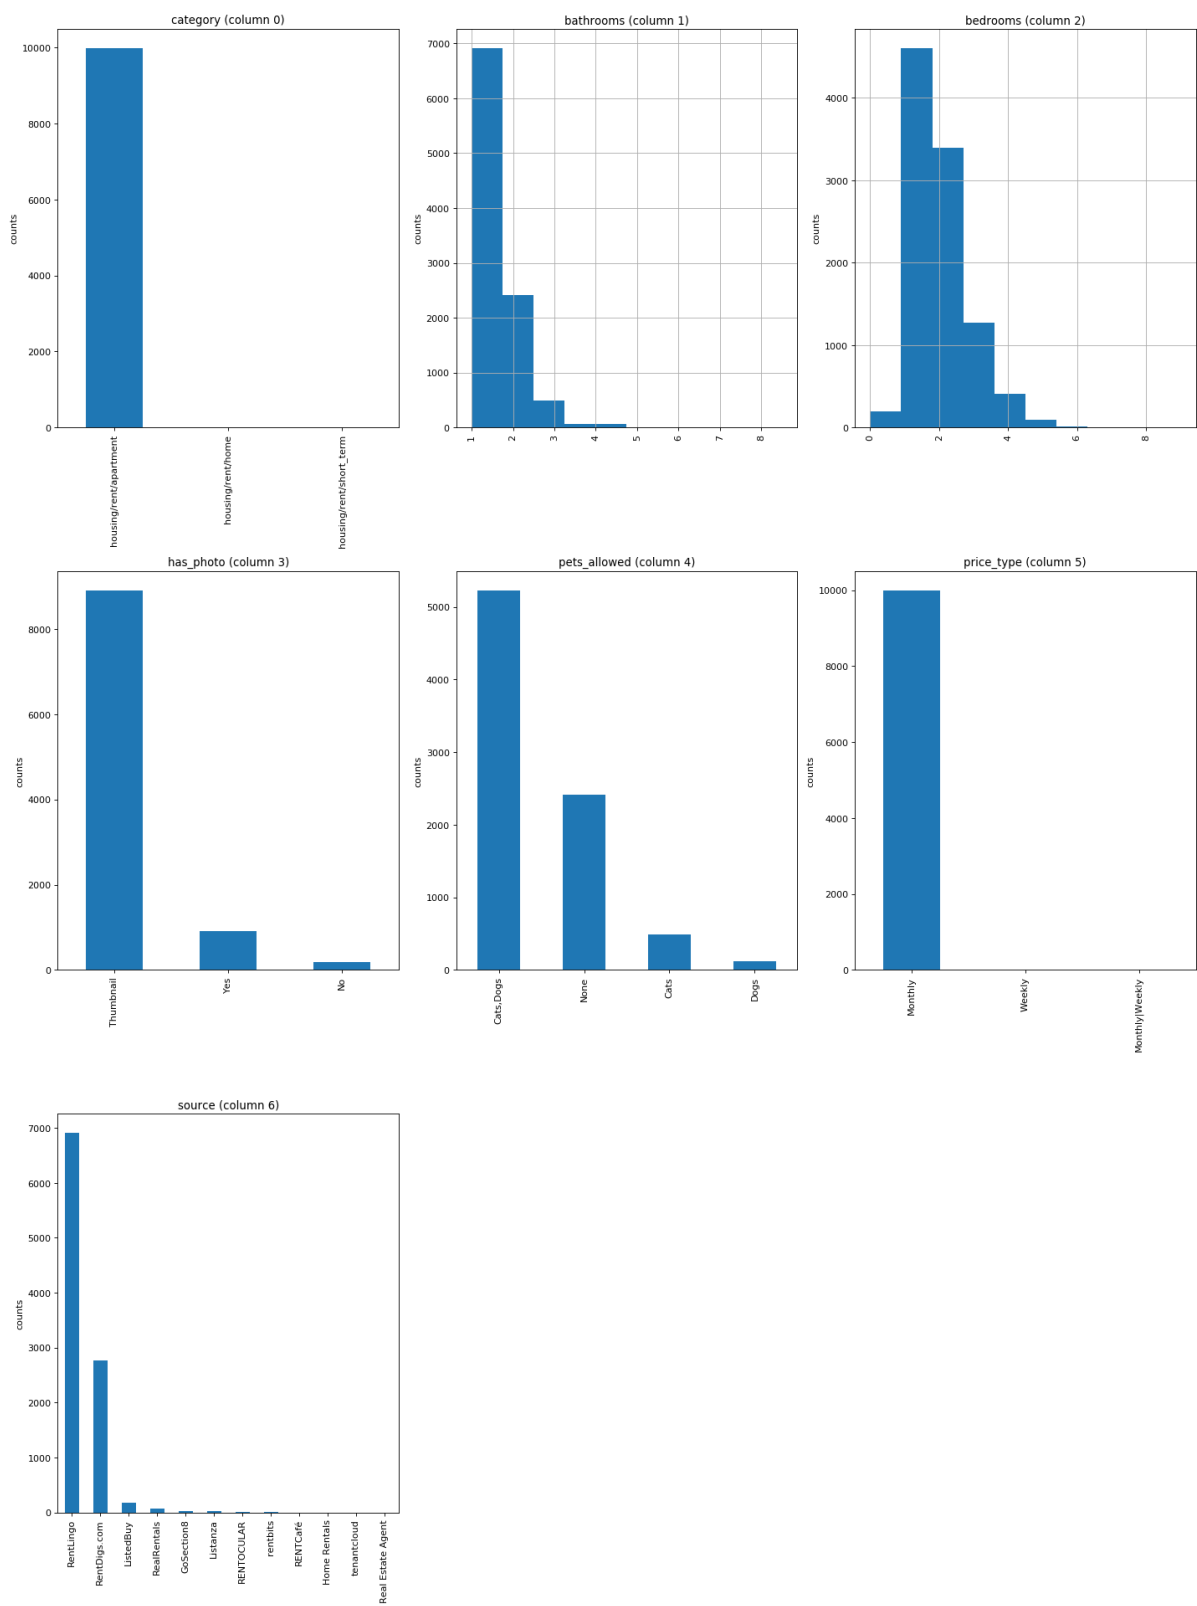 category (column 0)
counts
10000
8000
6000
4000
2000
0
housing/rent/apartment
housing/rent/home
housing/rent/short_term
bathrooms (column 1)
counts
7000
6000
5000
4000
3000
2000
1000
0
1
2
3
4
5
6
7
8
bedrooms (column 2)
counts
4000
3000
2000
1000
0
0
2
4
6
8
has_photo (column 3)
counts
8000
6000
4000
2000
0
Thumbnail
Yes
No
pets_allowed (column 4)
counts
5000
4000
3000
2000
1000
0
Cats,Dogs
None
Cats
Dogs
price_type (column 5)
counts
10000
8000
6000
4000
2000
0
Monthly
Weekly
Monthly|Weekly
source (column 6)
counts
7000
6000
5000
4000
3000
2000
1000
0
RentLingo
RentDigs.com
ListedBuy
RealRentals
GoSection8
Listanza
RENTOCULAR
rentbits
RENTCafé
Home Rentals
tenantcloud
Real Estate Agent